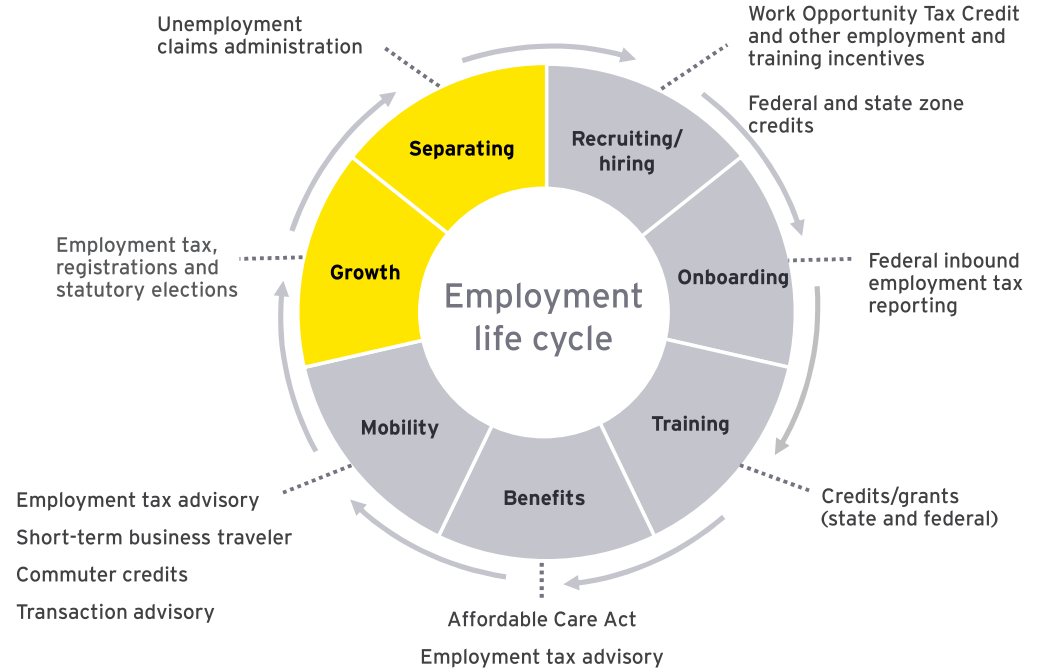 Unemployment
claims administration
Work Opportunity Tax Credit
and other employment and
training incentives
Federal and state zone
credits
Separating
Recruiting/
hiring
Employment tax,
registrations and
statutory elections
Growth
Onboarding
Federal inbound
employment tax
reporting
Employment
life cycle
Mobility
Training
Benefits
Employment tax advisory
Short-term business traveler
Commuter credits
Transaction advisory
Credits/grants
(state and federal)
Affordable Care Act
Employment tax advisory